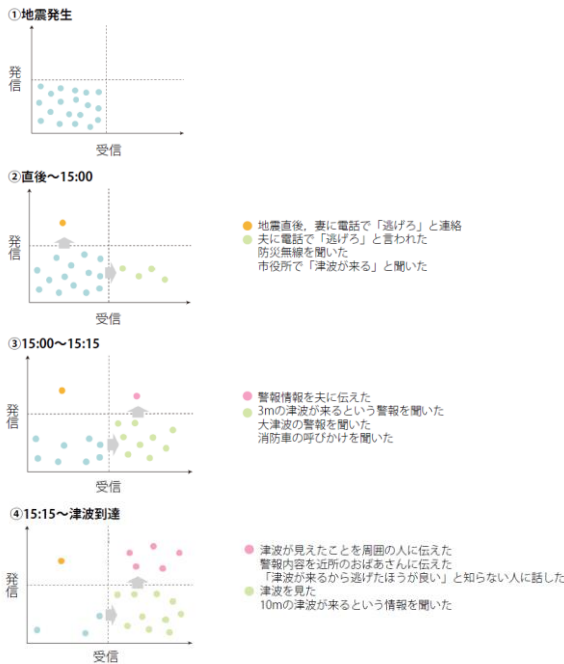 ①地震発生
発信
受信
②直後〜15:00
発信
受信
地震直後，妻に電話で「逃げろ」と連絡
夫に電話で「逃げろ」と言われた
防災無線を聞いた
市役所で「津波が来る」と聞いた
③15:00〜15:15
発信
受信
警報情報を夫に伝えた
3mの津波が来るという警報を聞いた
大津波の警報を聞いた
消防車の呼びかけを聞いた
④15:15〜津波到達
発信
受信
津波が見えたことを周囲の人に伝えた
警報内容を近所のおばあさんに伝えた
「津波が来るから逃げたほうが良い」と知らない人に話した
津波を見た
10mの津波が来るという情報を聞いた